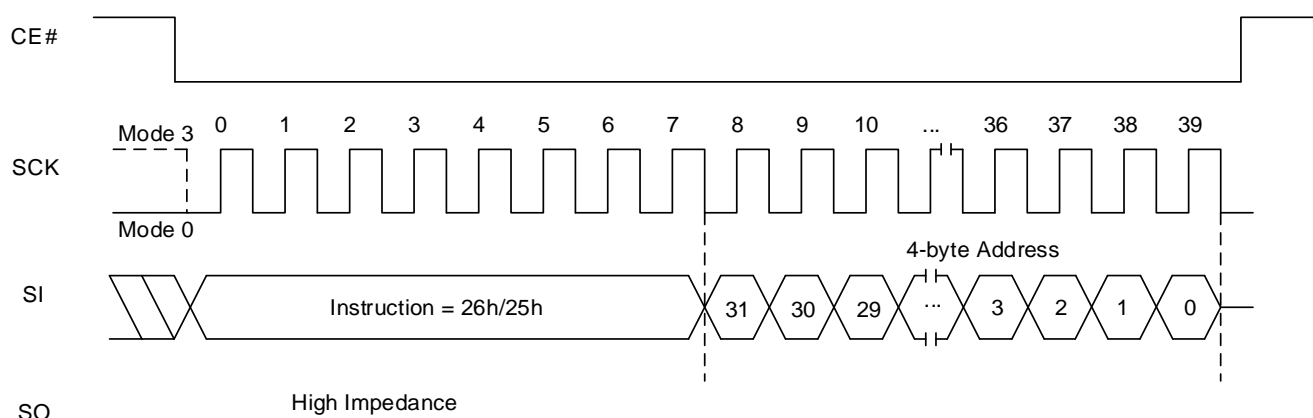 CE#
Mode 3
0 1 2 3 4 5 6 7 8 9 10 ... 36 37 38 39
SCK
Mode 0
4-byte Address
SI
Instruction = 26h/25h
31 30 29 ... 3 2 1 0
High Impedance
SO